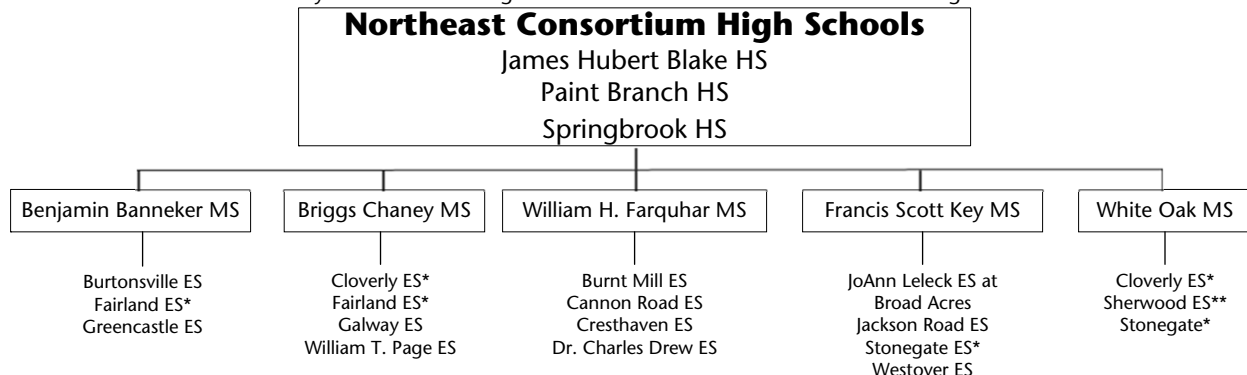 Northeast Consortium High Schools
James Hubert Blake HS
Paint Branch HS
Springbrook HS
Benjamin Banneker MS
Briggs Chaney MS
William H. Farquhar MS
Francis Scott Key MS
White Oak MS
Burtonsville ES
Fairland ES*
Greencastle ES
Cloverly ES*
Fairland ES*
Galway ES
William T. Page ES
Burnt Mill ES
Cannon Road ES
Cresthaven ES
Dr. Charles Drew ES
JoAnn Leleck ES at
Broad Acres
Jackson Road ES
Stonegate ES*
Westover ES
Cloverly ES*
Sherwood ES**
Stonegate*